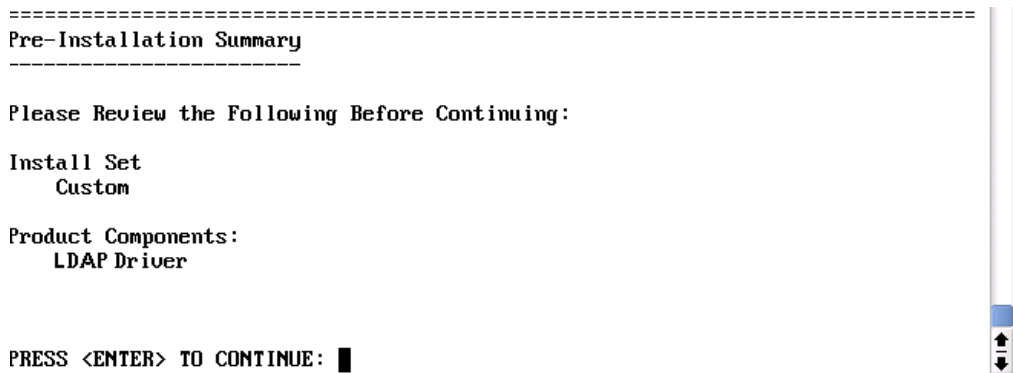 ================================================================================
Pre-Installation Summary
------------------------
Please Review the Following Before Continuing:
Install Set
Custom
Product Components:
LDAP Driver
PRESS <ENTER> TO CONTINUE: